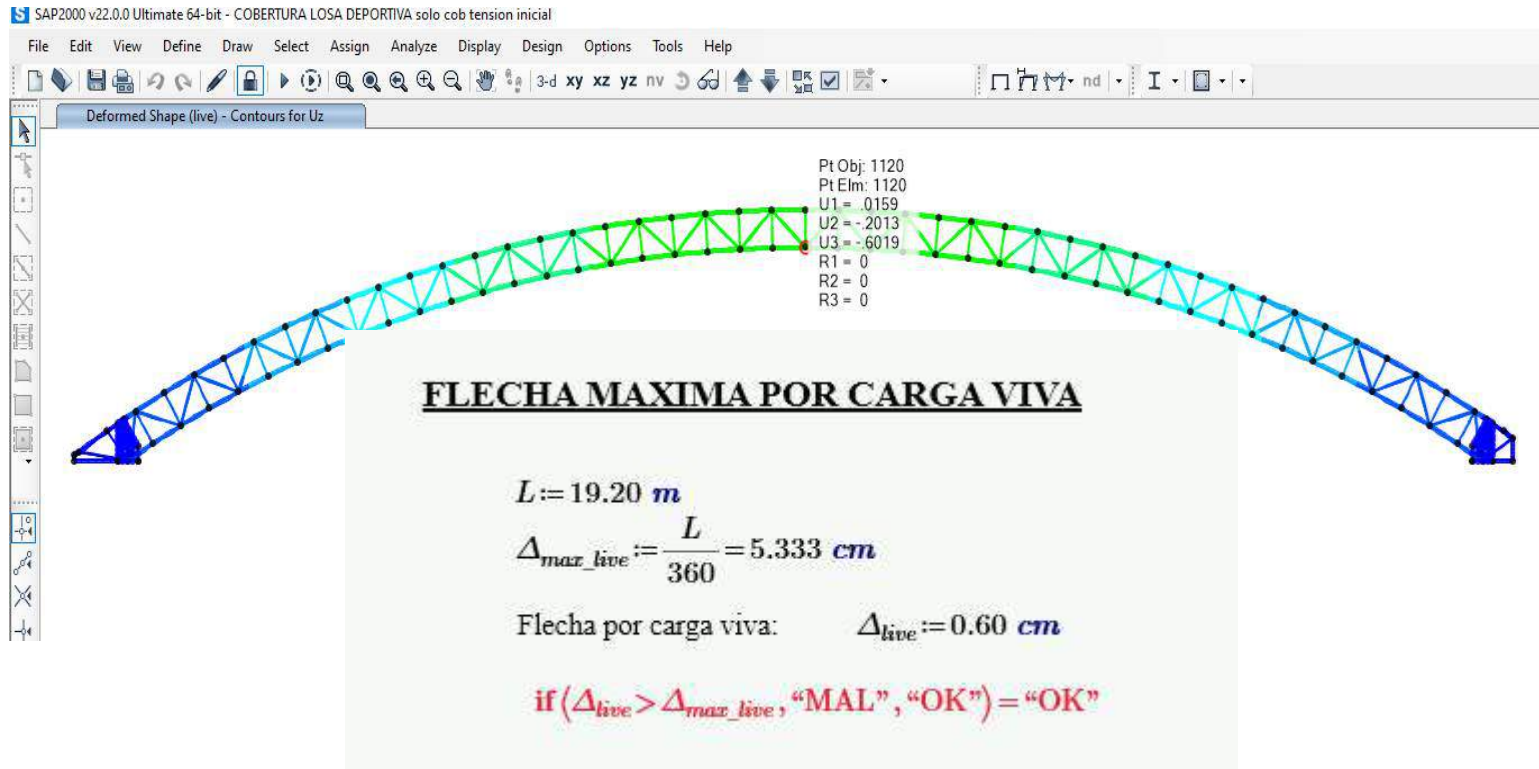 SAP2000 v22.0.0 Ultimate 64-bit - COBERTURA LOSA DEPORTIVA solo cob tension inicial
File Edit View Define Draw Select Assign Analyze Display Design Options Tools Help
3-d xy xz yz nv nd
Deformed Shape (live) - Contours for Uz
Pt Obj: 1120
Pt Elm: 1120
U1 = .0159
U2 = -.2013
U3 = -.6019
R1 = 0
R2 = 0
R3 = 0
FLECHA MAXIMA POR CARGA VIVA
L := 19.20 m
Δmax_live := L/360 = 5.333 cm
Flecha por carga viva: Δlive := 0.60 cm
if(Δlive > Δmax_live, “MAL”, “OK”) = “OK”